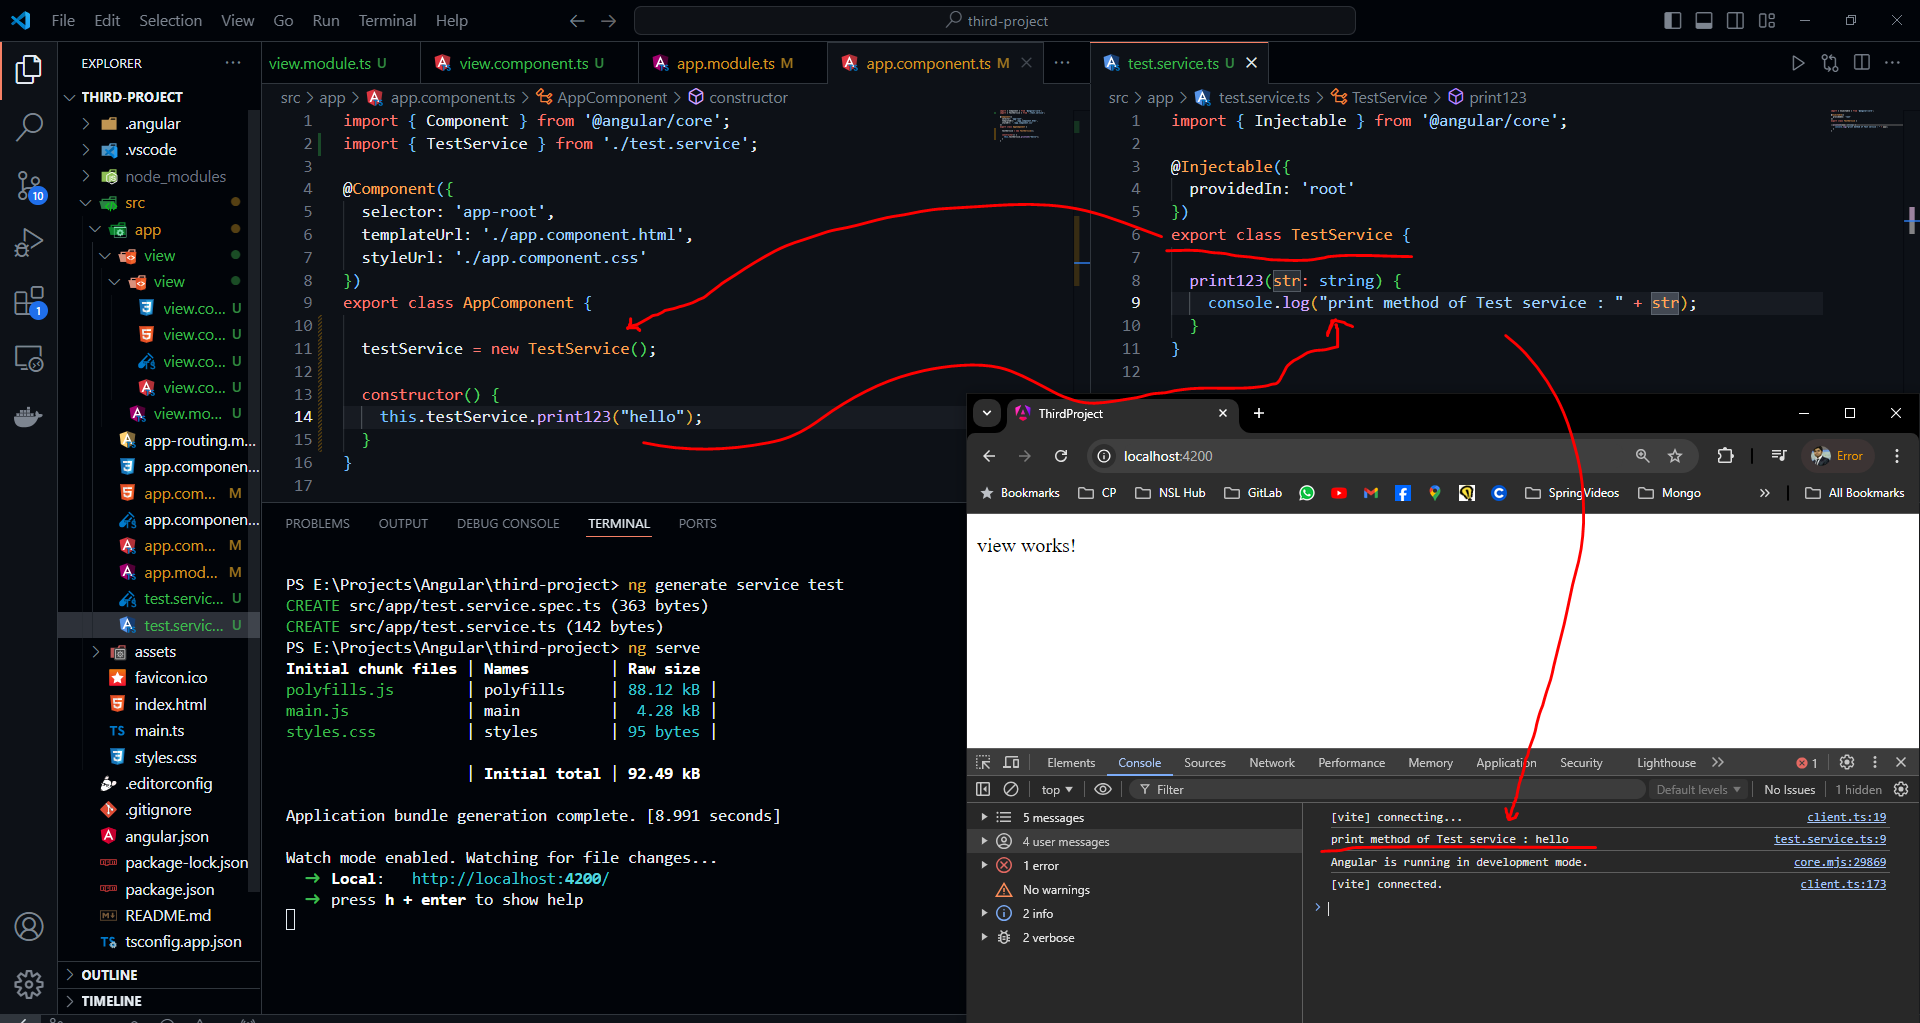 File Edit Selection View Go Run Terminal Help
third-project
EXPLORER
THIRD-PROJECT
.angular
.vscode
node_modules
src
app
view
view
view.co... U
view.co... U
view.co... U
view.co... U
view.mo... U
app-routing.m...
app.componen...
app.com... M
app.componen...
app.com... M
app.mod... M
test.servic... U
test.servic... U
assets
favicon.ico
index.html
TS main.ts
styles.css
.editorconfig
.gitignore
angular.json
package-lock.json
package.json
README.md
tsconfig.app.json
OUTLINE
TIMELINE
10
1
view.module.ts U
view.component.ts U
app.module.ts M
app.component.ts M
src > app > app.component.ts > AppComponent > constructor
1 import { Component } from '@angular/core';
2 import { TestService } from './test.service';
3
4 @Component({
5 selector: 'app-root',
6 templateUrl: './app.component.html',
7 styleUrl: './app.component.css'
8 })
9 export class AppComponent {
10
11 testService = new TestService();
12
13 constructor() {
14 this.testService.print123("hello");
15 }
16 }
17
test.service.ts U
src > app > test.service.ts > TestService > print123
1 import { Injectable } from '@angular/core';
2
3 @Injectable({
4 providedIn: 'root'
5 })
6 export class TestService {
7
8 print123(str: string) {
9 console.log("print method of Test service : " + str);
10 }
11 }
12
PROBLEMS OUTPUT DEBUG CONSOLE TERMINAL PORTS
PS E:\Projects\Angular\third-project> ng generate service test
CREATE src/app/test.service.spec.ts (363 bytes)
CREATE src/app/test.service.ts (142 bytes)
PS E:\Projects\Angular\third-project> ng serve
Initial chunk files | Names | Raw size
polyfills.js | polyfills | 88.12 kB |
main.js | main | 4.28 kB |
styles.css | styles | 95 bytes |
| Initial total | 92.49 kB
Application bundle generation complete. [8.991 seconds]
Watch mode enabled. Watching for file changes...
➜ Local: http://localhost:4200/
➜ press h + enter to show help
ThirdProject
localhost:4200
Error
Bookmarks CP NSL Hub GitLab SpringVideos Mongo » All Bookmarks
view works!
Elements Console Sources Network Performance Memory Application Security Lighthouse » 1
top Filter Default levels No Issues 1 hidden
5 messages
4 user messages
1 error
No warnings
2 info
2 verbose
[vite] connecting... client.ts:19
print method of Test service : hello test.service.ts:9
Angular is running in development mode. core.mjs:29869
[vite] connected. client.ts:173
>